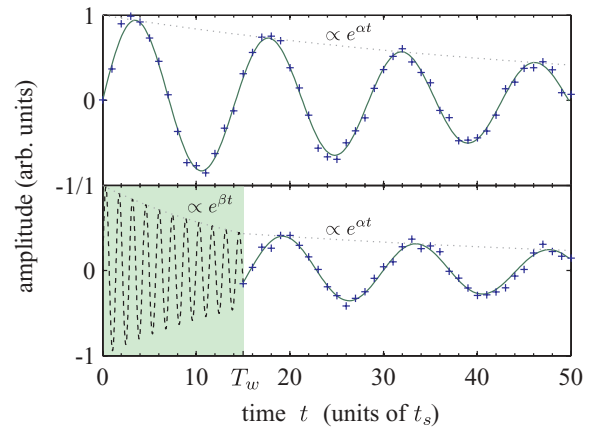 1
∝ e^{αt}
0
amplitude (arb. units)
-1/1
∝ e^{βt}
∝ e^{αt}
0
-1
0 10 T_w 20 30 40 50
time t (units of t_s)